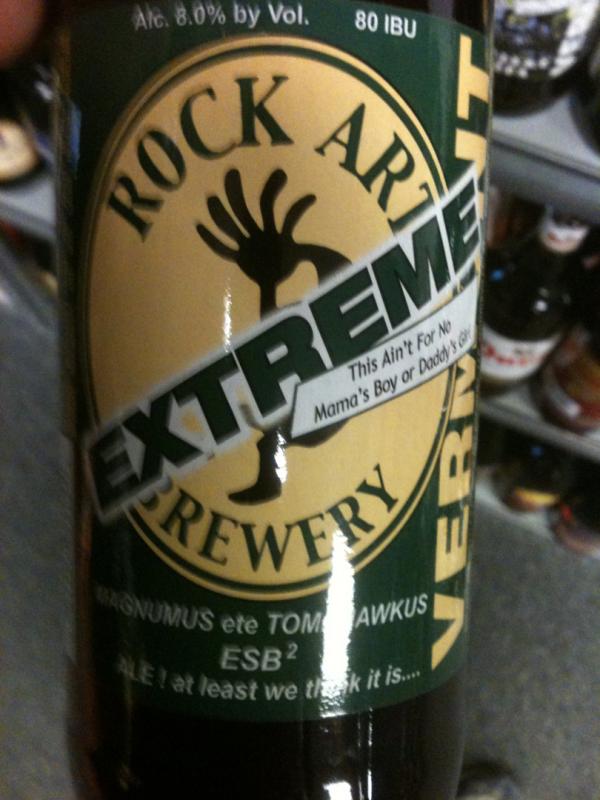 Alc. 8.0% by Vol. 80 IBU
ROCK ART
EXTREME
This Ain't For No
Mama's Boy or Daddy's Girl
BREWERY
VERMONT
MAGNUMUS ete TOMAHAWKUS
ESB²
ALE ! at least we think it is....